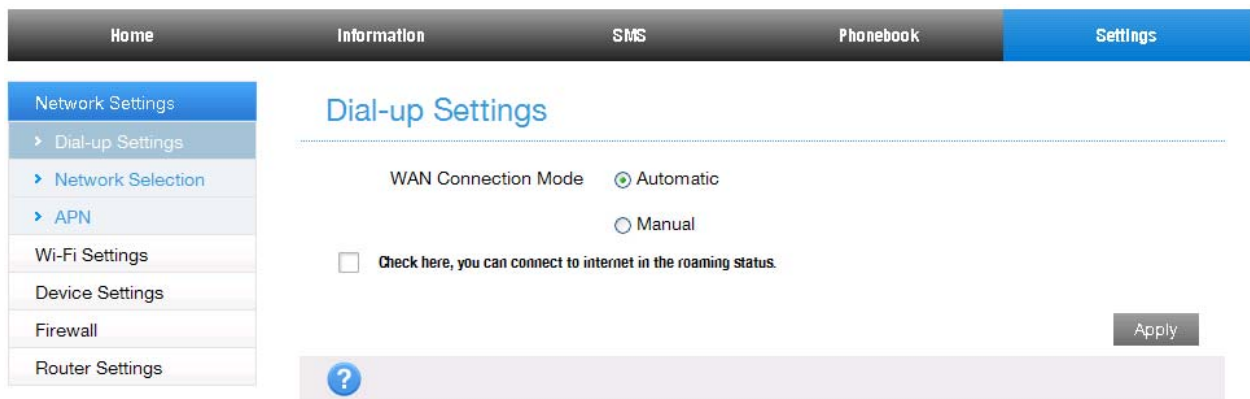 Home Information SMS Phonebook Settings
Network Settings
Dial-up Settings
Network Selection
APN
Wi-Fi Settings
Device Settings
Firewall
Router Settings
Dial-up Settings
WAN Connection Mode Automatic
Manual
Check here, you can connect to internet in the roaming status.
Apply
?